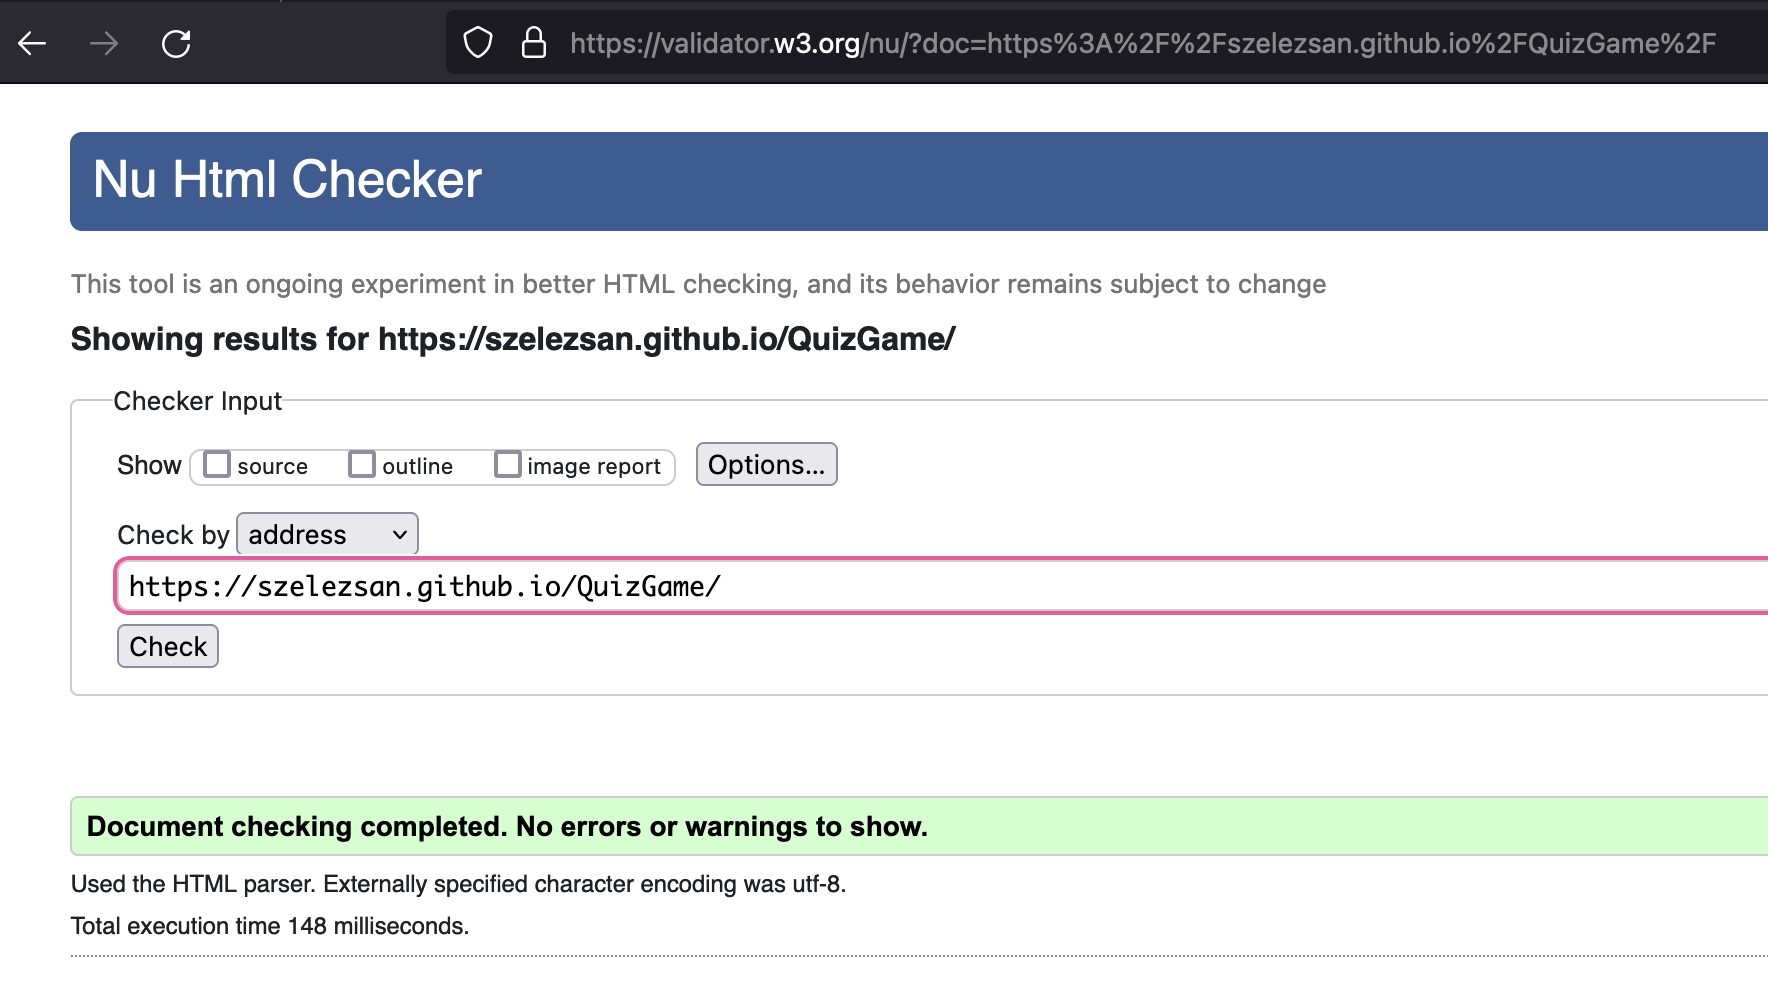 https://validator.w3.org/nu/?doc=https%3A%2F%2Fszelezsan.github.io%2FQuizGame%2F
Nu Html Checker
This tool is an ongoing experiment in better HTML checking, and its behavior remains subject to change
Showing results for https://szelezsan.github.io/QuizGame/
Checker Input
Show source outline image report Options...
Check by address
https://szelezsan.github.io/QuizGame/
Check
Document checking completed. No errors or warnings to show.
Used the HTML parser. Externally specified character encoding was utf-8.
Total execution time 148 milliseconds.